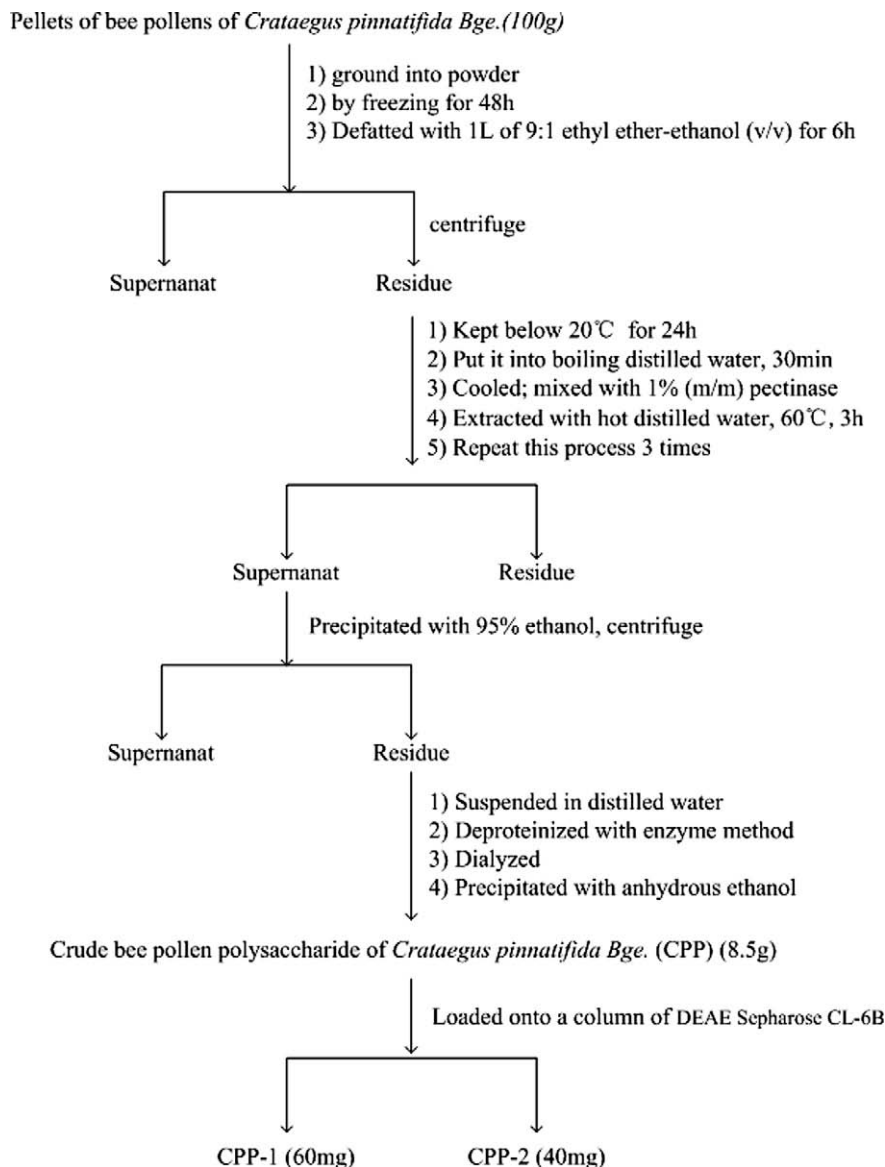 Pellets of bee pollens of Crataegus pinnatifida Bge.(100g)
1) ground into powder
2) by freezing for 48h
3) Defatted with 1L of 9:1 ethyl ether-ethanol (v/v) for 6h
centrifuge
Supernanat Residue
1) Kept below 20℃ for 24h
2) Put it into boiling distilled water, 30min
3) Cooled; mixed with 1% (m/m) pectinase
4) Extracted with hot distilled water, 60℃, 3h
5) Repeat this process 3 times
Supernanat Residue
Precipitated with 95% ethanol, centrifuge
Supernanat Residue
1) Suspended in distilled water
2) Deproteinized with enzyme method
3) Dialyzed
4) Precipitated with anhydrous ethanol
Crude bee pollen polysaccharide of Crataegus pinnatifida Bge. (CPP) (8.5g)
Loaded onto a column of DEAE Sepharose CL-6B
CPP-1 (60mg) CPP-2 (40mg)